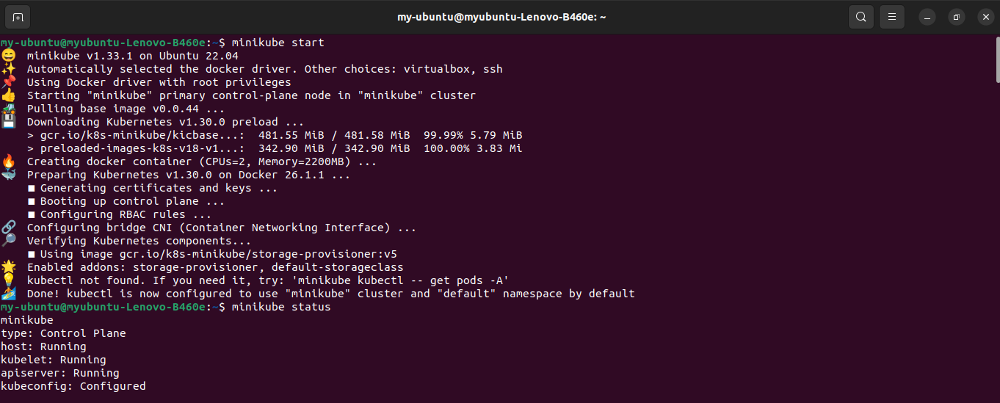 my-ubuntu@myubuntu-Lenovo-B460e: ~
my-ubuntu@myubuntu-Lenovo-B460e:~$ minikube start
minikube v1.33.1 on Ubuntu 22.04
Automatically selected the docker driver. Other choices: virtualbox, ssh
Using Docker driver with root privileges
Starting "minikube" primary control-plane node in "minikube" cluster
Pulling base image v0.0.44 ...
Downloading Kubernetes v1.30.0 preload ...
> gcr.io/k8s-minikube/kicbase...:  481.55 MiB / 481.58 MiB  99.99% 5.79 MiB
> preloaded-images-k8s-v18-v1...:  342.90 MiB / 342.90 MiB  100.00% 3.83 Mi
Creating docker container (CPUs=2, Memory=2200MB) ...
Preparing Kubernetes v1.30.0 on Docker 26.1.1 ...
■ Generating certificates and keys ...
■ Booting up control plane ...
■ Configuring RBAC rules ...
Configuring bridge CNI (Container Networking Interface) ...
Verifying Kubernetes components...
■ Using image gcr.io/k8s-minikube/storage-provisioner:v5
Enabled addons: storage-provisioner, default-storageclass
kubectl not found. If you need it, try: 'minikube kubectl -- get pods -A'
Done! kubectl is now configured to use "minikube" cluster and "default" namespace by default
my-ubuntu@myubuntu-Lenovo-B460e:~$ minikube status
minikube
type: Control Plane
host: Running
kubelet: Running
apiserver: Running
kubeconfig: Configured